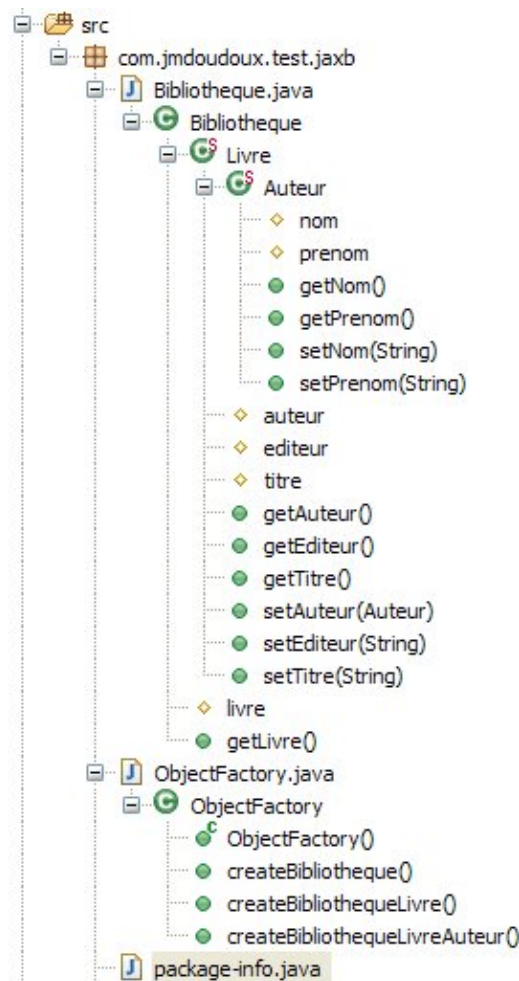 src
com.jmdoudoux.test.jaxb
Bibliotheque.java
Bibliotheque
Livre
Auteur
nom
prenom
getNom()
getPrenom()
setNom(String)
setPrenom(String)
auteur
editeur
titre
getAuteur()
getEditeur()
getTitre()
setAuteur(Auteur)
setEditeur(String)
setTitre(String)
livre
getLivre()
ObjectFactory.java
ObjectFactory
ObjectFactory()
createBibliotheque()
createBibliothequeLivre()
createBibliothequeLivreAuteur()
package-info.java